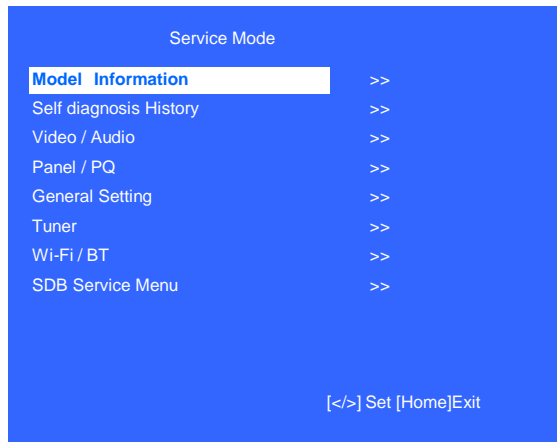 Service Mode
Model Information >>
Self diagnosis History >>
Video / Audio >>
Panel / PQ >>
General Setting >>
Tuner >>
Wi-Fi / BT >>
SDB Service Menu >>
[</>] Set [Home]Exit